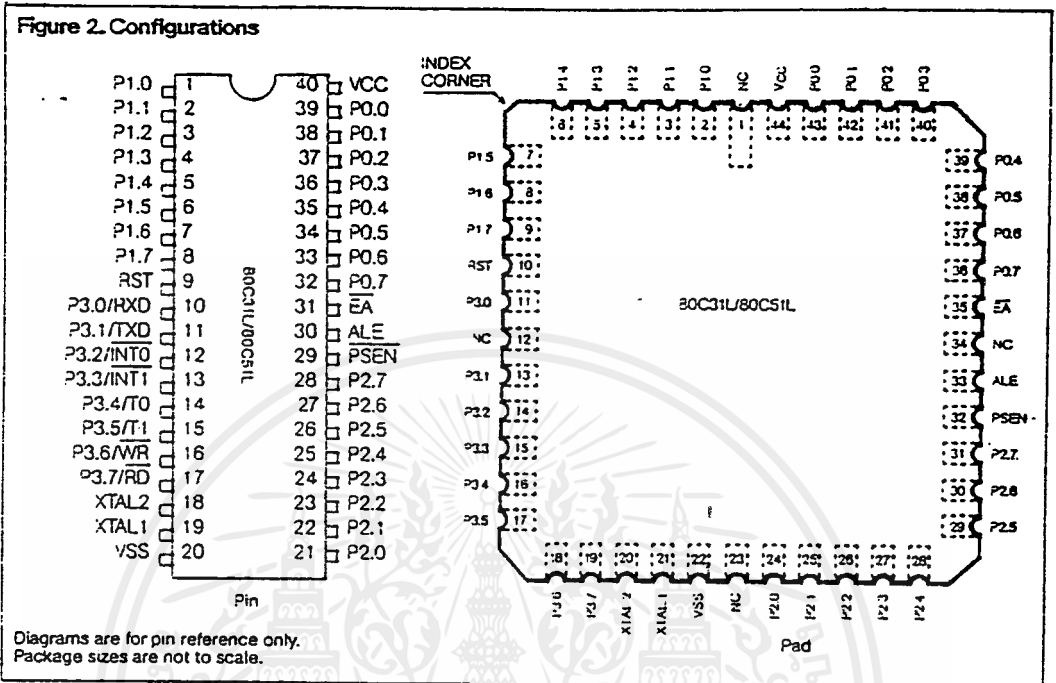 Figure 2. Configurations
P1.0 1
P1.1 2
P1.2 3
P1.3 4
P1.4 5
P1.5 6
P1.6 7
P1.7 8
RST 9
P3.0/RXD 10
P3.1/TXD 11
P3.2/INT0 12
P3.3/INT1 13
P3.4/T0 14
P3.5/T1 15
P3.6/WR 16
P3.7/RD 17
XTAL2 18
XTAL1 19
VSS 20
80C31L/80C51L
40 VCC
39 P0.0
38 P0.1
37 P0.2
36 P0.3
35 P0.4
34 P0.5
33 P0.6
32 P0.7
31 EA
30 ALE
29 PSEN
28 P2.7
27 P2.6
26 P2.5
25 P2.4
24 P2.3
23 P2.2
22 P2.1
21 P2.0
Pin
Diagrams are for pin reference only.
Package sizes are not to scale.
INDEX
CORNER
P1.4 P1.3 P1.2 P1.1 P1.0 NC VCC P0.0 P0.1 P0.2 P0.3
6 5 4 3 2 1 44 43 42 41 40
P1.5 7
P1.6 8
P1.7 9
RST 10
P3.0 11
NC 12
P3.1 13
P3.2 14
P3.3 15
P3.4 16
P3.5 17
80C31L/80C51L
39 P0.4
38 P0.5
37 P0.6
36 P0.7
35 EA
34 NC
33 ALE
32 PSEN
31 P2.7
30 P2.6
29 P2.5
18 19 20 21 22 23 24 25 26 27 28
P3.6 P3.7 XTAL2 XTAL1 VSS NC P2.0 P2.1 P2.2 P2.3 P2.4
Pad